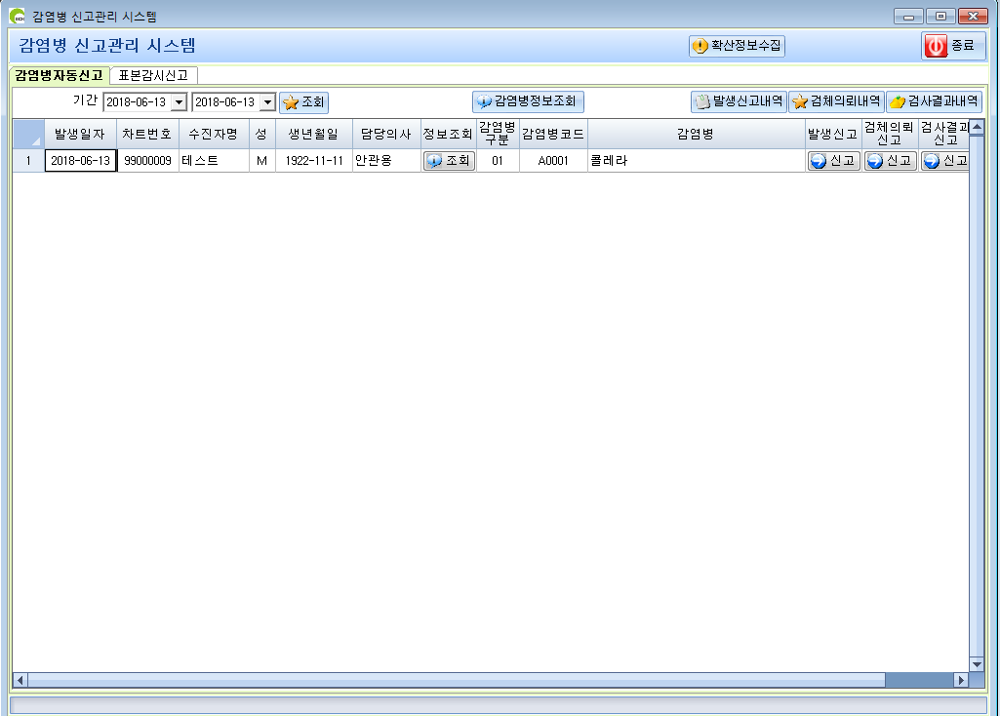 감염병 신고관리 시스템
감염병 신고관리 시스템 확산정보수집 종료
감염병자동신고 표본감시신고
기간 2018-06-13 2018-06-13 조회 감염병정보조회 발생신고내역 검체의뢰내역 검사결과내역
발생일자 차트번호 수진자명 성 생년월일 담당의사 정보조회 감염병 구분 감염병코드 감염병 발생신고 검체의뢰 신고 검사결과 신고
1 2018-06-13 99000009 테스트 M 1922-11-11 안관용 조회 01 A0001 콜레라 신고 신고 신고